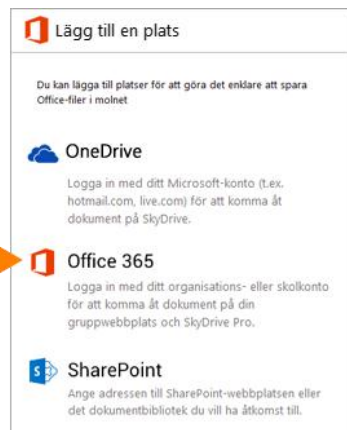 Lägg till en plats
Du kan lägga till platser för att göra det enklare att spara
Office-filer i molnet
OneDrive
Logga in med ditt Microsoft-konto (t.ex.
hotmail.com, live.com) för att komma åt
dokument på SkyDrive.
Office 365
Logga in med ditt organisations- eller skolkonto
för att komma åt dokument på din
gruppwebbplats och SkyDrive Pro.
S
SharePoint
Ange adressen till SharePoint-webbplatsen eller
det dokumentbibliotek du vill ha åtkomst till.